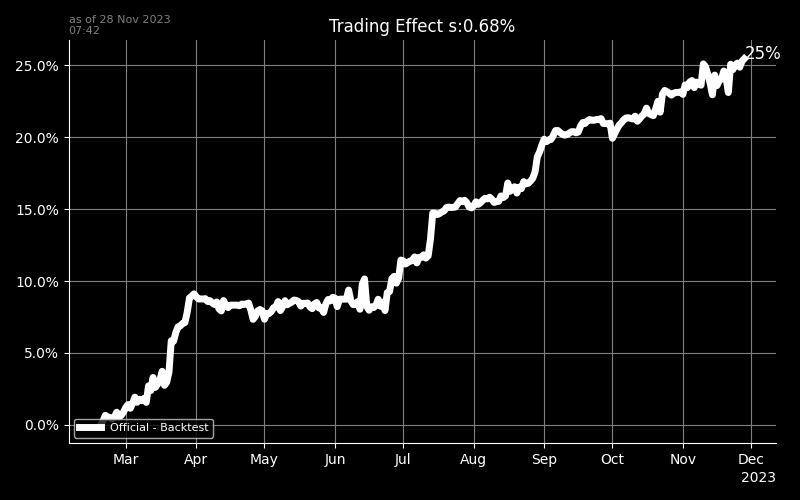 as of 28 Nov 2023
07:42
Trading Effect s:0.68%
25%
25.0%
20.0%
15.0%
10.0%
5.0%
0.0%
Official - Backtest
Mar Apr May Jun Jul Aug Sep Oct Nov Dec
2023